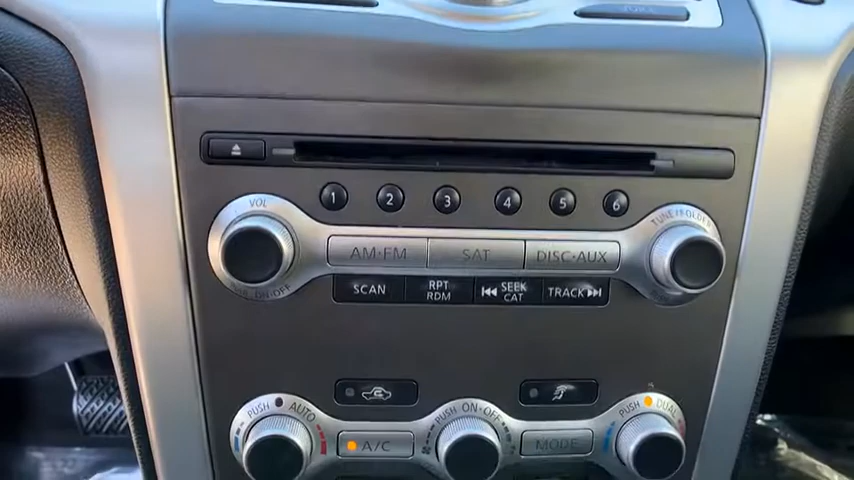 VOL
1 2 3 4 5 6
TUNE/FOLDER
AM·FM SAT DISC·AUX
SCAN RPT RDM SEEK CAT TRACK
ON·OFF
PUSH AUTO PUSH ON·OFF PUSH DUAL
A/C MODE